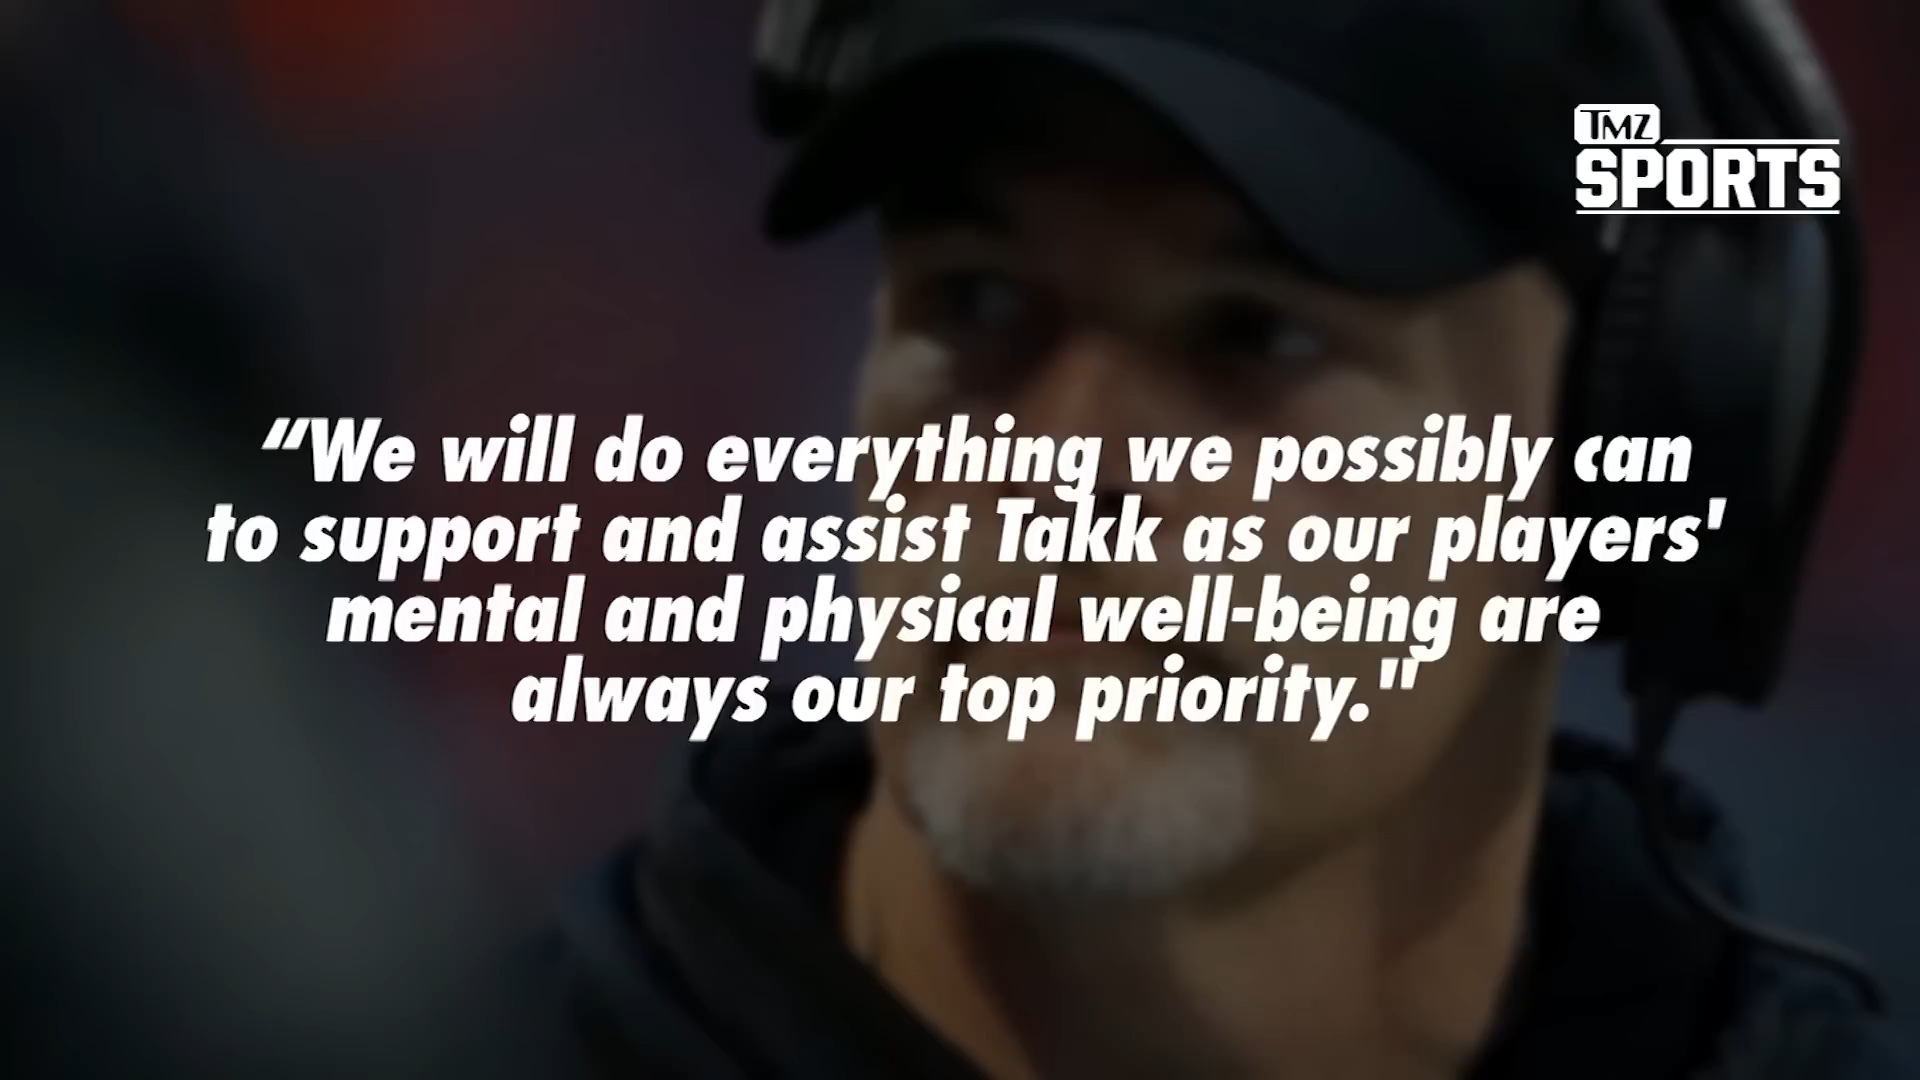 TMZ
SPORTS
“We will do everything we possibly can
to support and assist Takk as our players'
mental and physical well-being are
always our top priority."